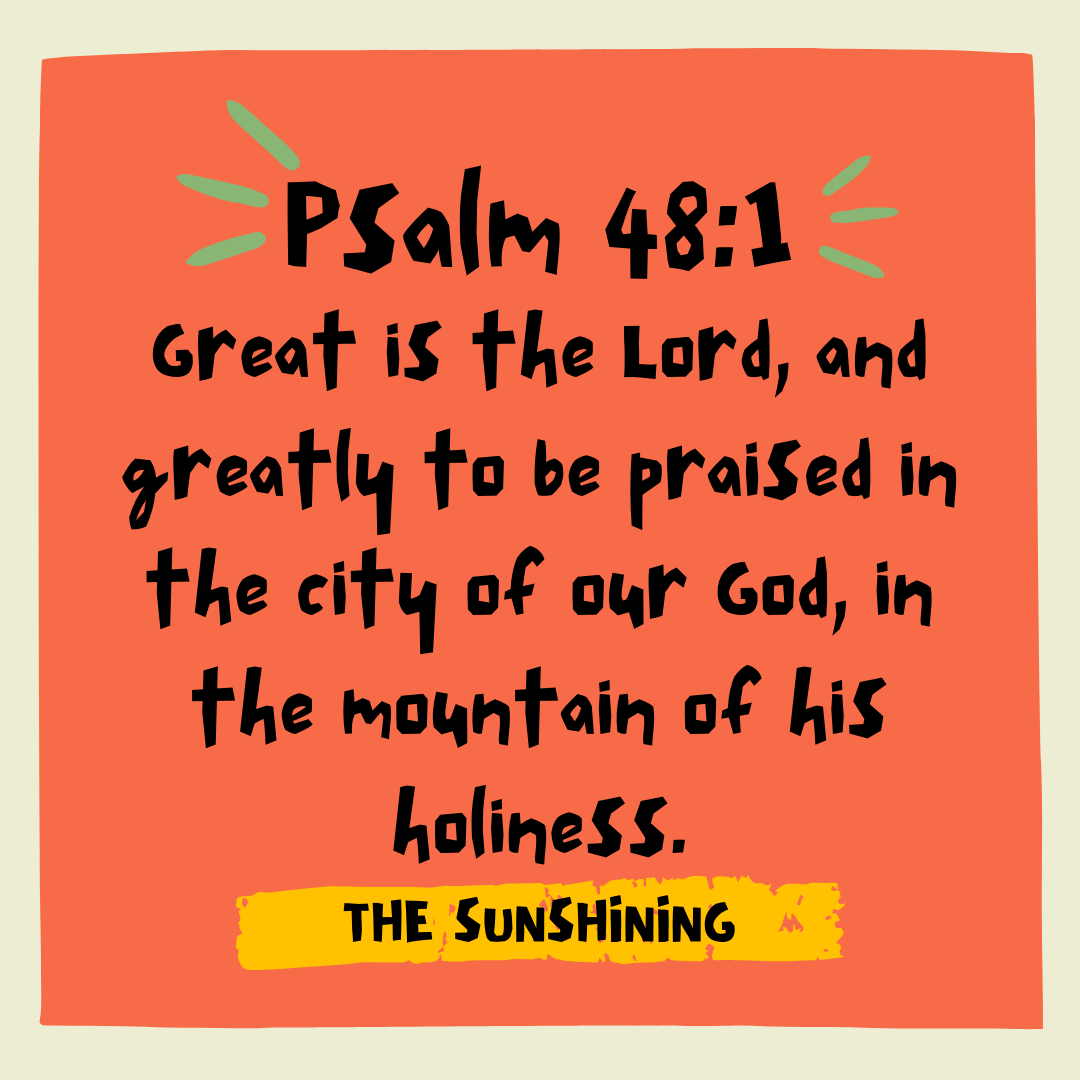 Psalm 48:1
Great is the Lord, and
greatly to be praised in
the city of our God, in
the mountain of his
holiness.
THE SUNSHINING